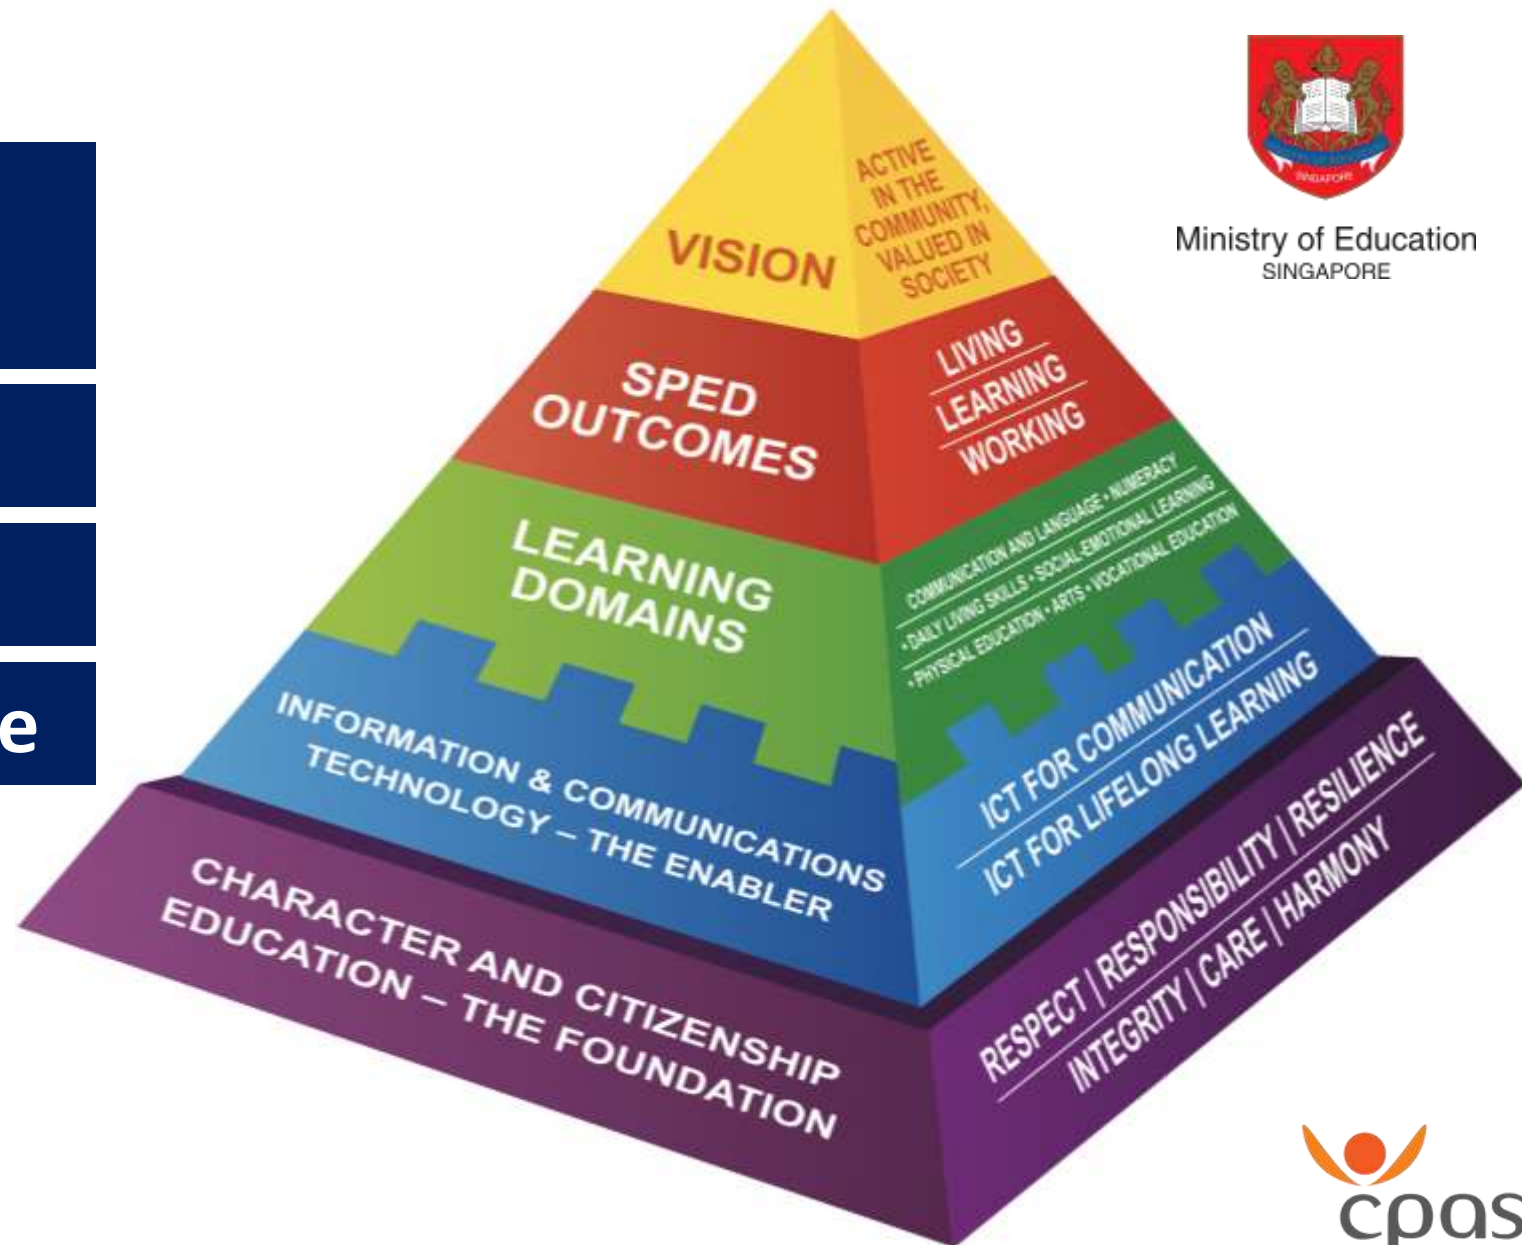 e
VISION
ACTIVE
IN THE
COMMUNITY,
VALUED IN
SOCIETY
SINGAPORE
Ministry of Education
SINGAPORE
SPED
OUTCOMES
LIVING
LEARNING
WORKING
LEARNING
DOMAINS
COMMUNICATION AND LANGUAGE • NUMERACY
• DAILY LIVING SKILLS • SOCIAL-EMOTIONAL LEARNING
• PHYSICAL EDUCATION • ARTS • VOCATIONAL EDUCATION
INFORMATION & COMMUNICATIONS
TECHNOLOGY – THE ENABLER
ICT FOR COMMUNICATION
ICT FOR LIFELONG LEARNING
CHARACTER AND CITIZENSHIP
EDUCATION – THE FOUNDATION
RESPECT | RESPONSIBILITY | RESILIENCE
INTEGRITY | CARE | HARMONY
cpas